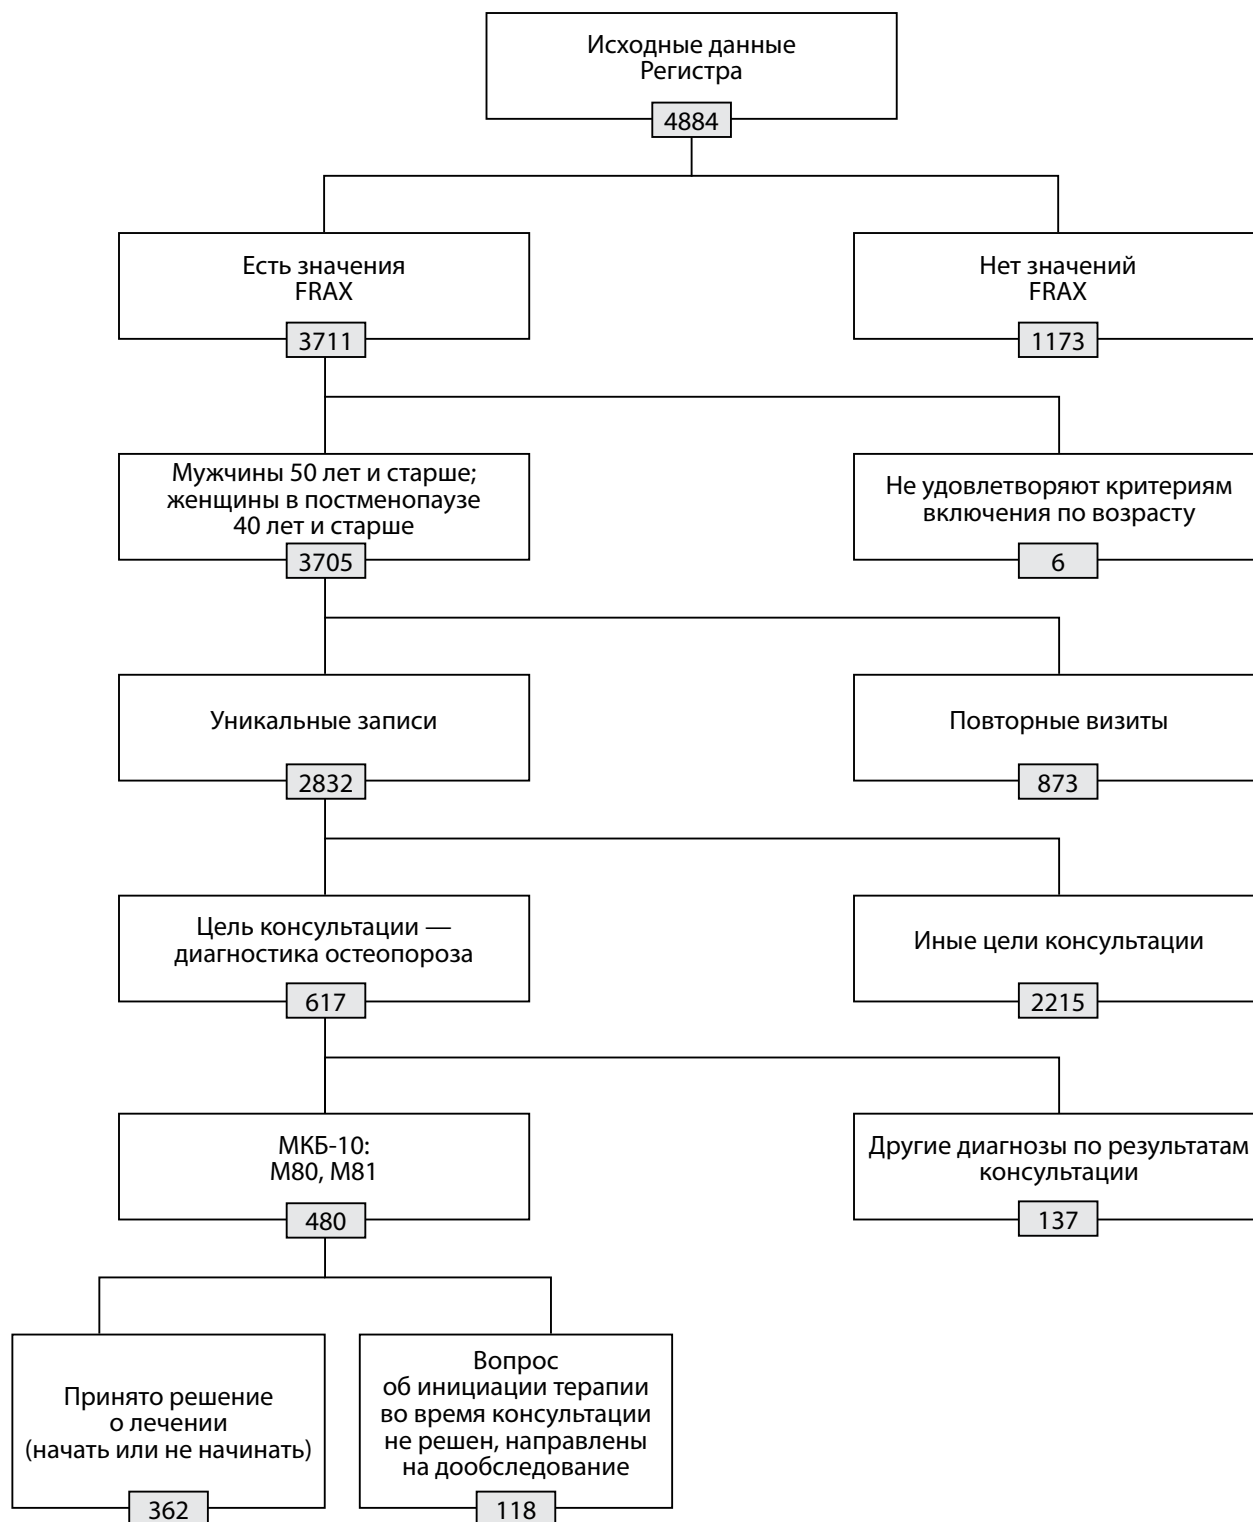 Исходные данные
Регистра
4884
Есть значения
FRAX
3711
Нет значений
FRAX
1173
Мужчины 50 лет и старше;
женщины в постменопаузе
40 лет и старше
3705
Не удовлетворяют критериям
включения по возрасту
6
Уникальные записи
2832
Повторные визиты
873
Цель консультации —
диагностика остеопороза
617
Иные цели консультации
2215
МКБ-10:
M80, M81
480
Другие диагнозы по результатам
консультации
137
Принято решение
о лечении
(начать или не начинать)
362
Вопрос
об инициации терапии
во время консультации
не решен, направлены
на дообследование
118